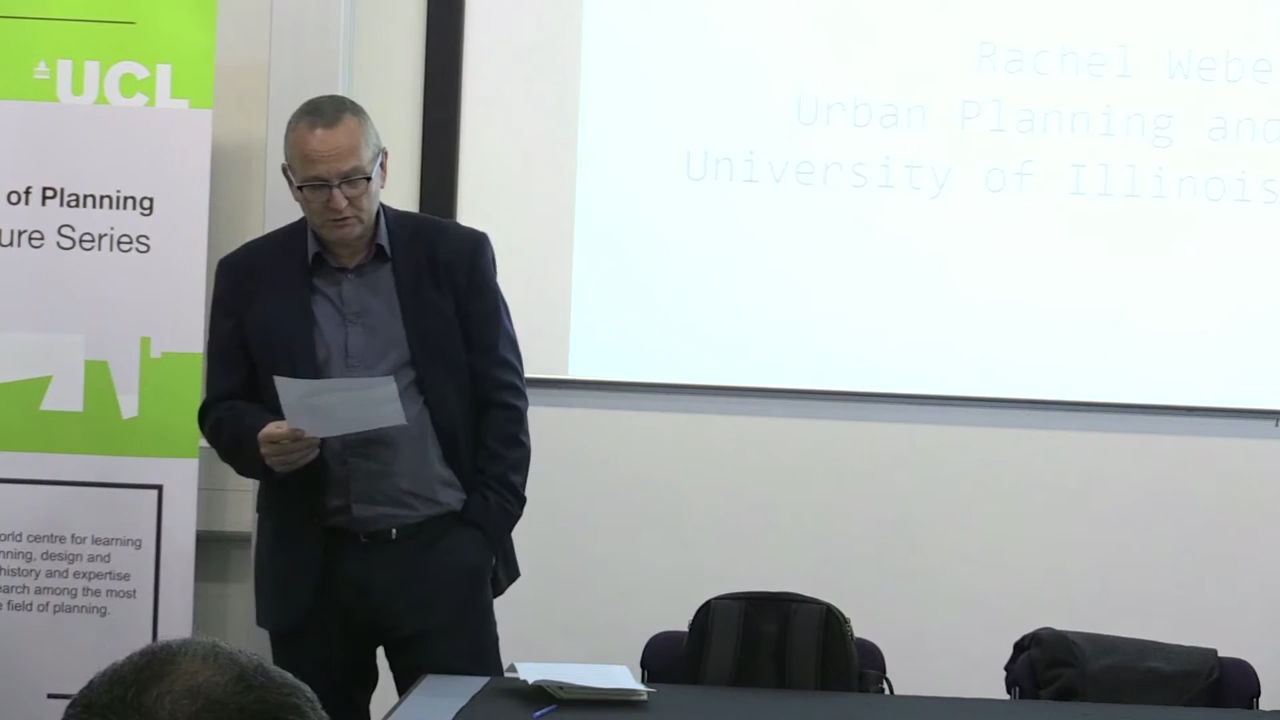 UCL
of Planning
ure Series
orld centre for learning
nning, design and
history and expertise
earch among the most
e field of planning.
Rachel Webe
Urban Planning and
University of Illinois